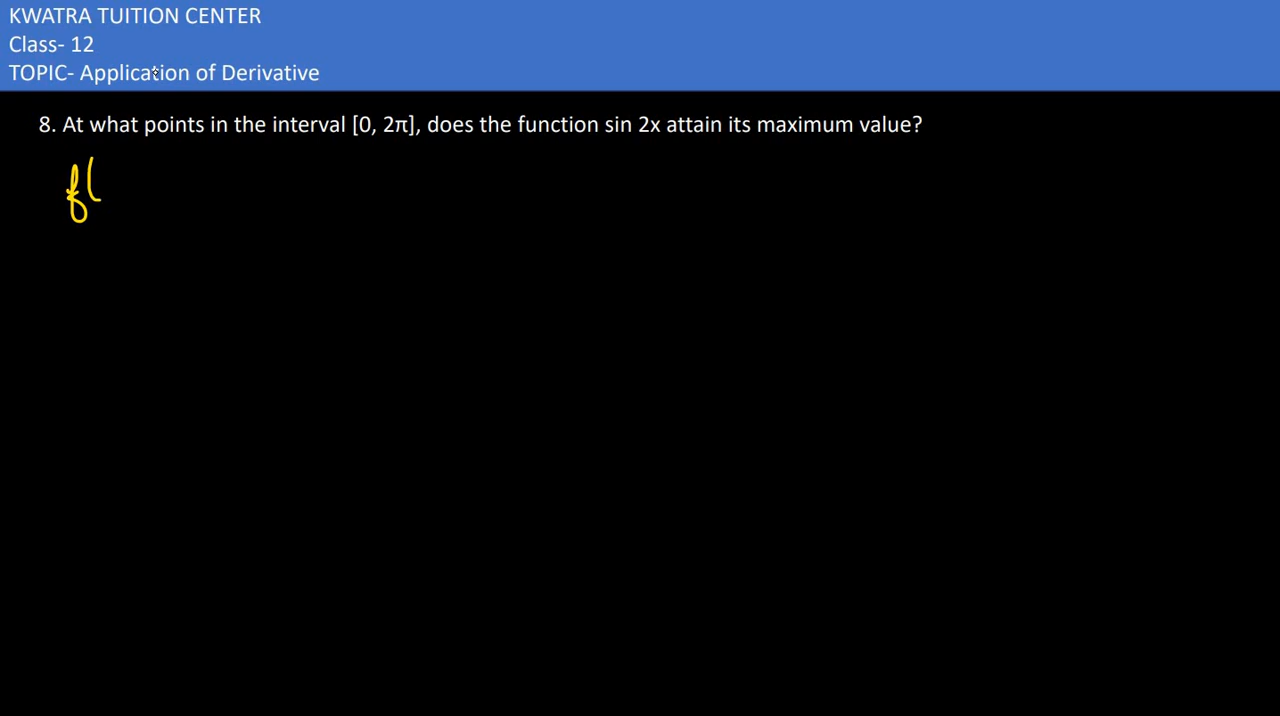 KWATRA TUITION CENTER
Class- 12
TOPIC- Application of Derivative
8. At what points in the interval [0, 2π], does the function sin 2x attain its maximum value?
f(